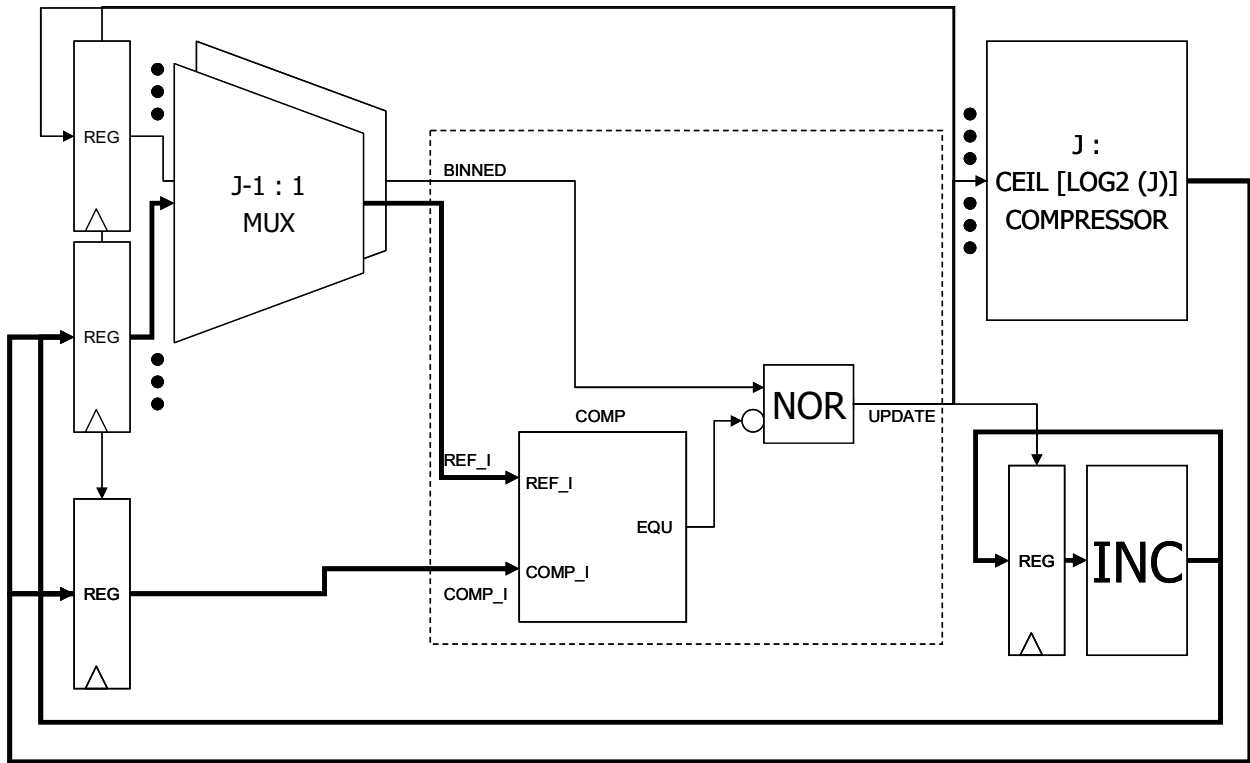 REG
J-1 : 1
MUX
BINNED
J :
CEIL [LOG2 (J)]
COMPRESSOR
REG
NOR
COMP
UPDATE
REF_I
REF_I
EQU
COMP_I
COMP_I
REG
REG
INC